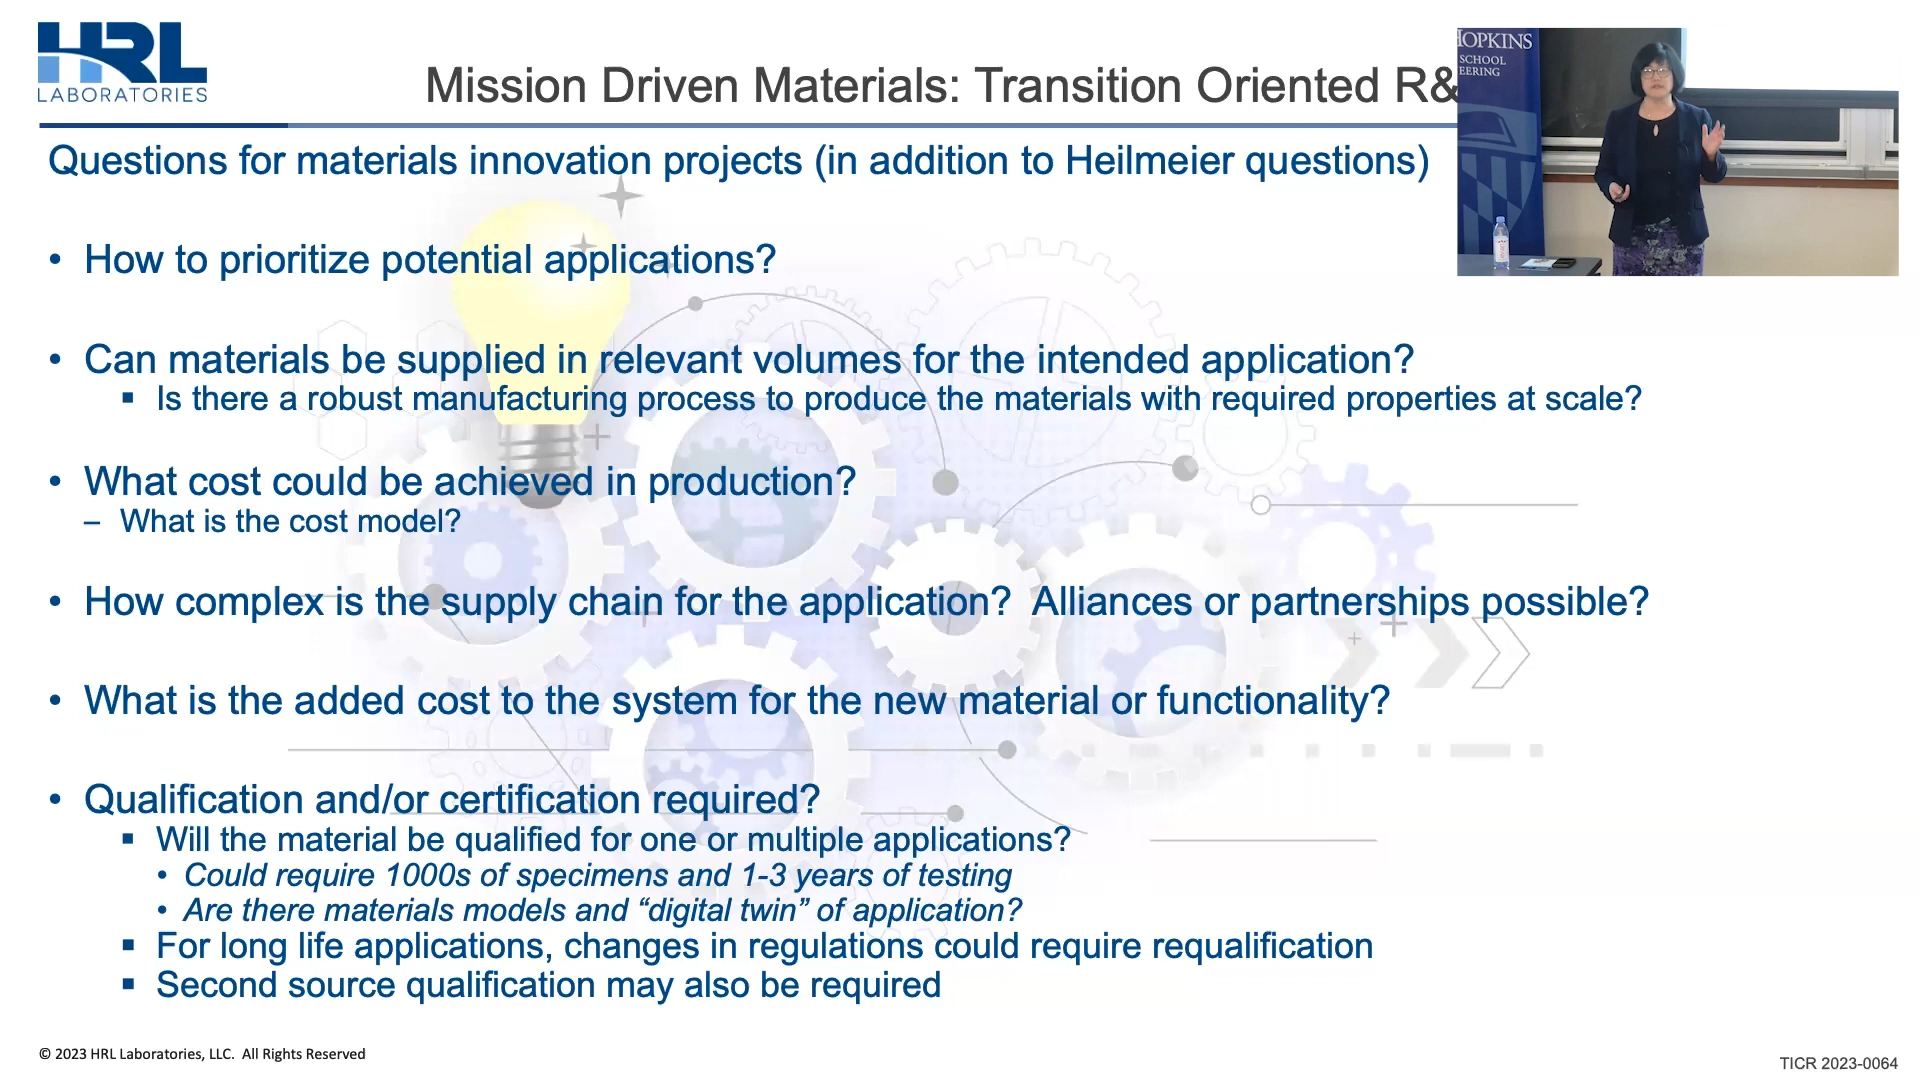 HRL
LABORATORIES
Mission Driven Materials: Transition Oriented R&
HOPKINS
SCHOOL
EERING
Questions for materials innovation projects (in addition to Heilmeier questions)
• How to prioritize potential applications?
• Can materials be supplied in relevant volumes for the intended application?
▪ Is there a robust manufacturing process to produce the materials with required properties at scale?
• What cost could be achieved in production?
– What is the cost model?
• How complex is the supply chain for the application? Alliances or partnerships possible?
• What is the added cost to the system for the new material or functionality?
• Qualification and/or certification required?
▪ Will the material be qualified for one or multiple applications?
• Could require 1000s of specimens and 1-3 years of testing
• Are there materials models and “digital twin” of application?
▪ For long life applications, changes in regulations could require requalification
▪ Second source qualification may also be required
© 2023 HRL Laboratories, LLC. All Rights Reserved
TICR 2023-0064